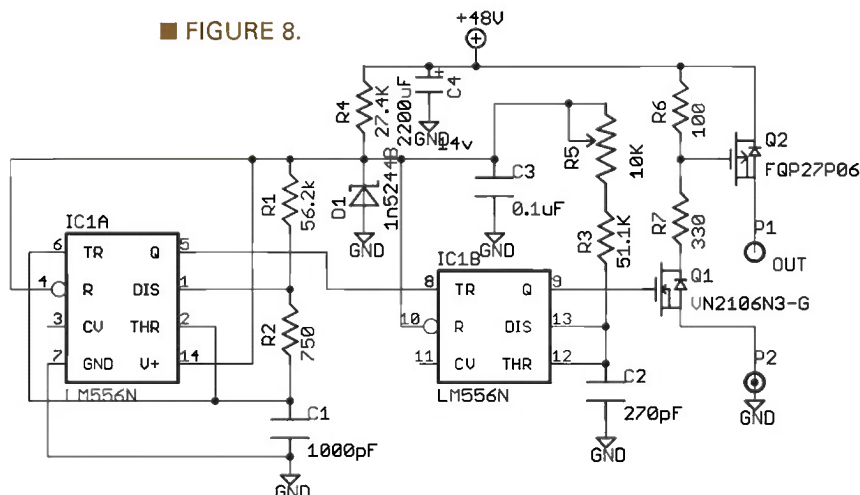 ■ FIGURE 8.
+48V
R4
27.4K
2200uF
C4
GND
14v
R6
100
Q2
FQP27P06
R5
10K
C3
0.1uF
GND
D1
1n5244B
GND
R1
56.2k
R3
51.1K
R7
330
P1
OUT
IC1A
6 TR Q 5
4 R DIS 1
3 CV THR 2
7 GND V+ 14
LM556N
R2
750
IC1B
8 TR Q 9
10 R DIS 13
11 CV THR 12
LM556N
Q1
VN2106N3-G
P2
GND
C1
1000pF
GND
C2
270pF
GND